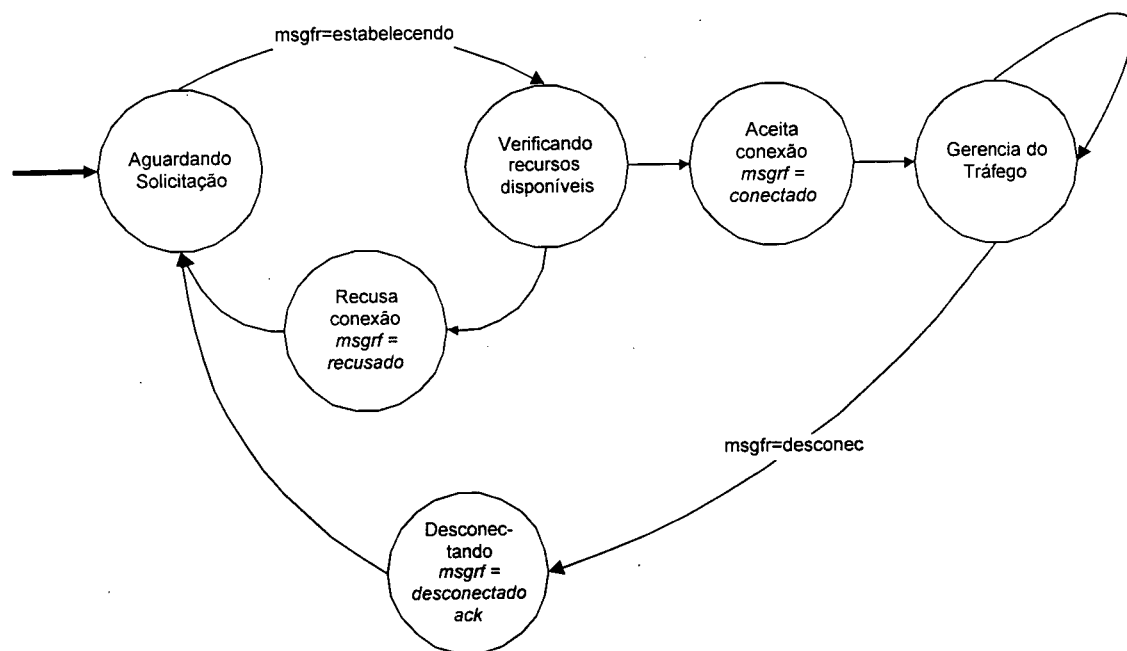 msgfr=estabelecendo
Aguardando
Solicitação
Verificando
recursos
disponíveis
Aceita
conexão
msgrf =
conectado
Gerencia do
Tráfego
Recusa
conexão
msgrf =
recusado
msgfr=desconec
Desconec-
tando
msgrf =
desconectado
ack